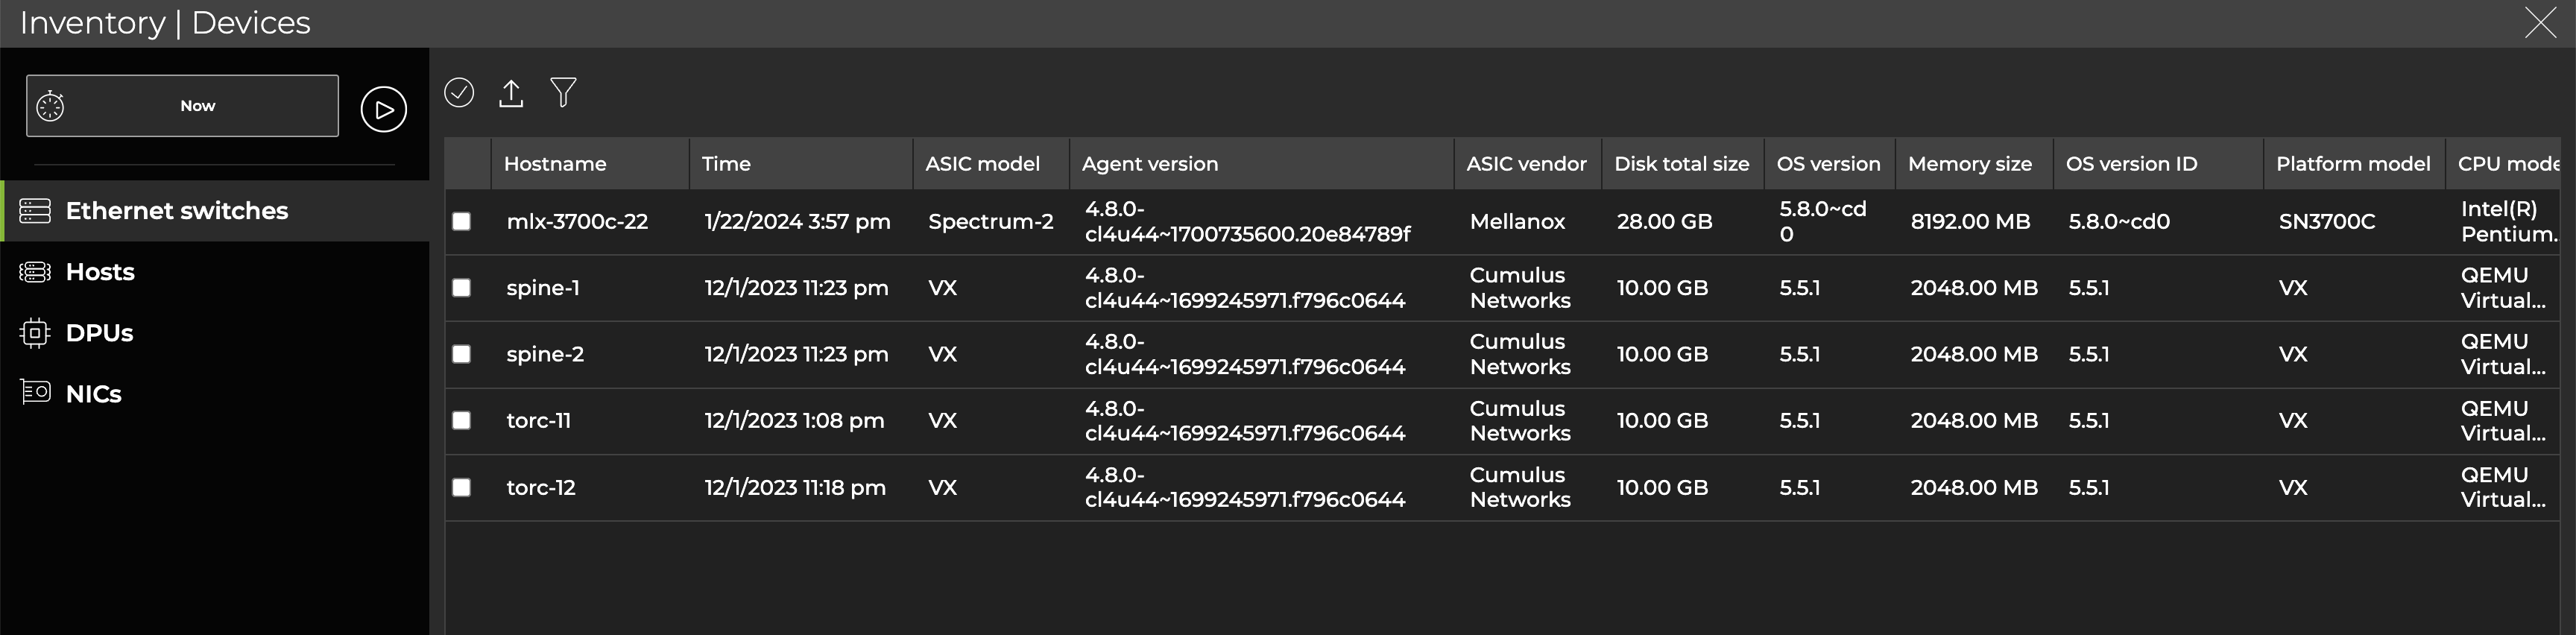 Inventory | Devices
Now
Ethernet switches
Hosts
DPUs
NICs
Hostname Time ASIC model Agent version ASIC vendor Disk total size OS version Memory size OS version ID Platform model CPU mode
mlx-3700c-22 1/22/2024 3:57 pm Spectrum-2 4.8.0-cl4u44~1700735600.20e84789f Mellanox 28.00 GB 5.8.0~cd0 8192.00 MB 5.8.0~cd0 SN3700C Intel(R) Pentium...
spine-1 12/1/2023 11:23 pm VX 4.8.0-cl4u44~1699245971.f796c0644 Cumulus Networks 10.00 GB 5.5.1 2048.00 MB 5.5.1 VX QEMU Virtual...
spine-2 12/1/2023 11:23 pm VX 4.8.0-cl4u44~1699245971.f796c0644 Cumulus Networks 10.00 GB 5.5.1 2048.00 MB 5.5.1 VX QEMU Virtual...
torc-11 12/1/2023 1:08 pm VX 4.8.0-cl4u44~1699245971.f796c0644 Cumulus Networks 10.00 GB 5.5.1 2048.00 MB 5.5.1 VX QEMU Virtual...
torc-12 12/1/2023 11:18 pm VX 4.8.0-cl4u44~1699245971.f796c0644 Cumulus Networks 10.00 GB 5.5.1 2048.00 MB 5.5.1 VX QEMU Virtual...